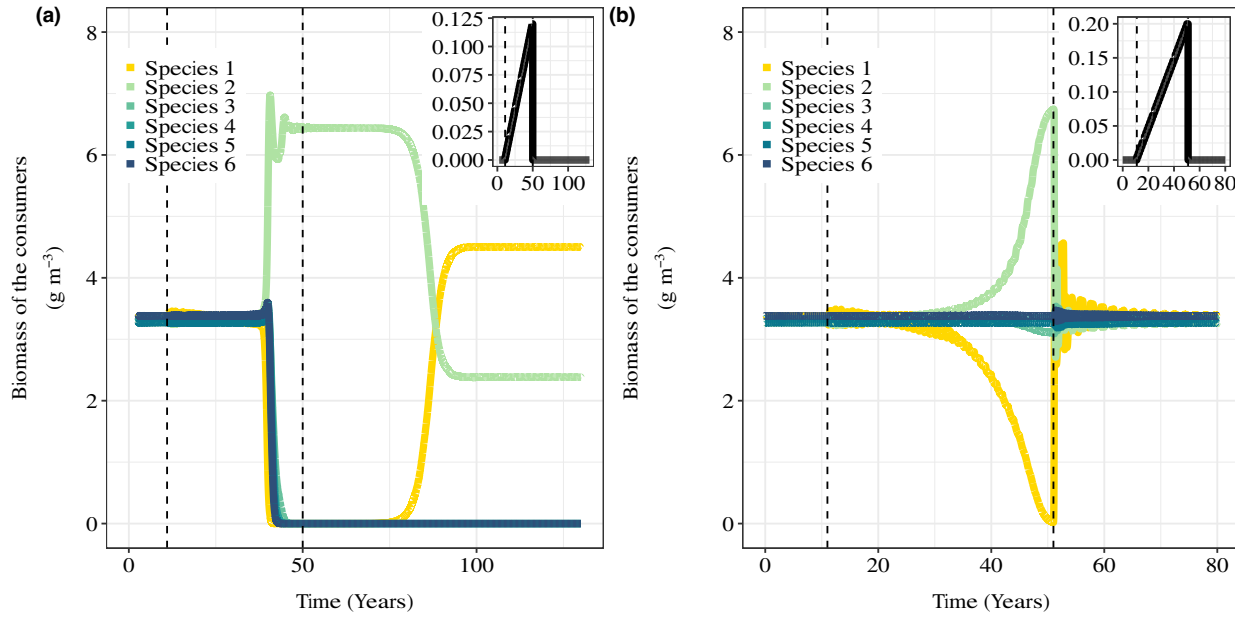 (a)
8
6
4
2
0
Biomass of the consumers
(g m⁻³)
Species 1
Species 2
Species 3
Species 4
Species 5
Species 6
0.125
0.100
0.075
0.050
0.025
0.000
0 50 100
0 50 100
Time (Years)
(b)
8
6
4
2
0
Biomass of the consumers
(g m⁻³)
Species 1
Species 2
Species 3
Species 4
Species 5
Species 6
0.20
0.15
0.10
0.05
0.00
0 20 40 60 80
0 20 40 60 80
Time (Years)